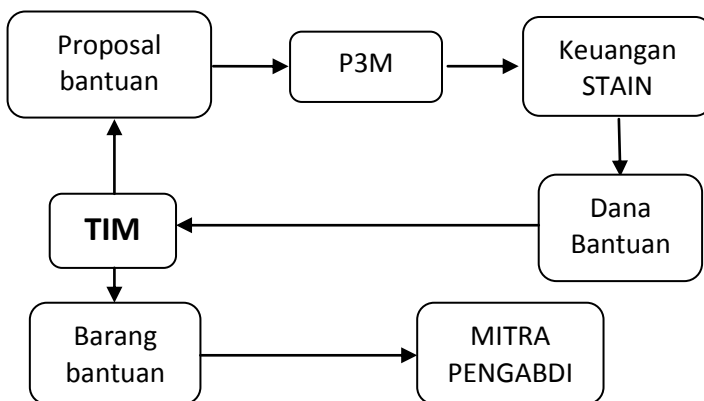 Proposal
bantuan
P3M
Keuangan
STAIN
TIM
Dana
Bantuan
Barang
bantuan
MITRA
PENGABDI